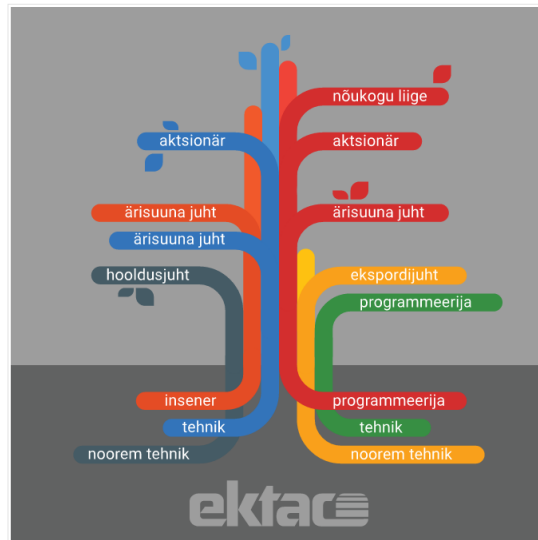 nõukogu liige
aktsionär
aktsionär
ärisuuna juht
ärisuuna juht
ärisuuna juht
hooldusjuht
ekspordijuht
programmeerija
insener
programmeerija
tehnik
tehnik
noorem tehnik
noorem tehnik
ektaco